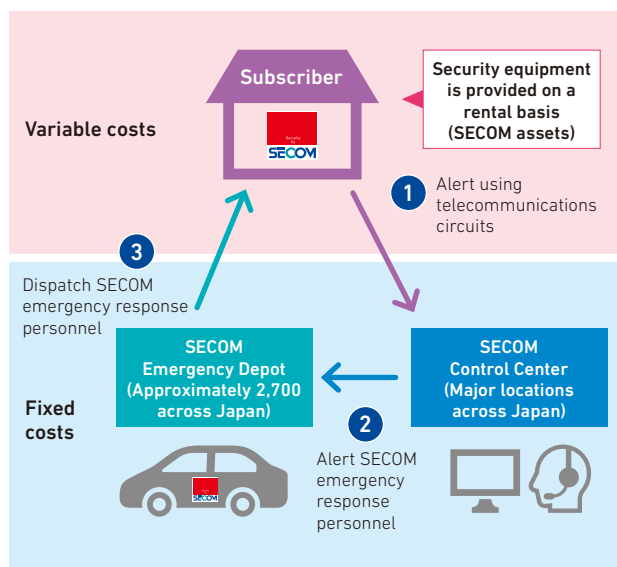 Subscriber
Security equipment
is provided on a
rental basis
(SECOM assets)
Variable costs
Security
by
SECOM
1
Alert using
telecommunications
circuits
3
Dispatch SECOM
emergency response
personnel
SECOM
Emergency Depot
(Approximately 2,700
across Japan)
SECOM
Control Center
(Major locations
across Japan)
Fixed
costs
2
Alert SECOM
emergency
response
personnel
SECOM